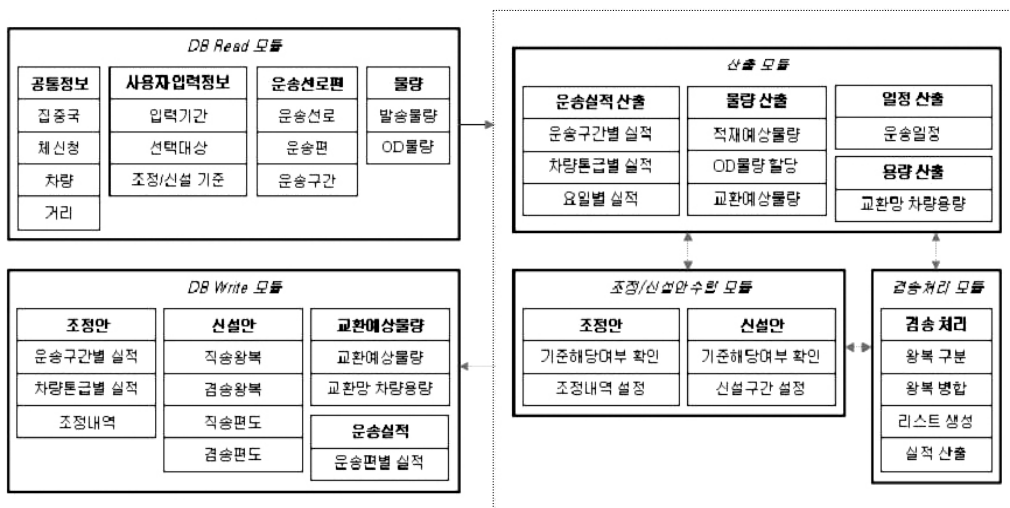 DB Read 모듈
공통정보
집중국
체신청
차량
거리
사용자입력정보
입력기간
선택대상
조정/신설 기준
운송선로편
운송선로
운송편
운송구간
물량
발송물량
OD물량
산출 모듈
운송실적 산출
운송구간별 실적
차량톤급별 실적
요일별 실적
물량 산출
적재예상물량
OD물량 할당
교환예상물량
일정 산출
운송일정
용량 산출
교환망 차량용량
DB Write 모듈
조정안
운송구간별 실적
차량톤급별 실적
조정내역
신설안
직송왕복
겸송왕복
직송편도
겸송편도
교환예상물량
교환예상물량
교환망 차량용량
운송실적
운송편별 실적
조정/신설안수립 모듈
조정안
기준해당여부 확인
조정내역 설정
신설안
기준해당여부 확인
신설구간 설정
겸송처리 모듈
겸송 처리
왕복 구분
왕복 병합
리스트 생성
실적 산출